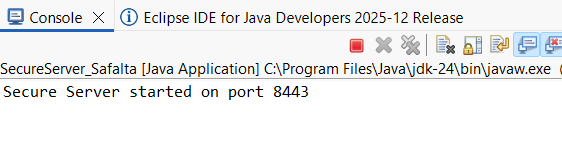 Console Eclipse IDE for Java Developers 2025-12 Release
SecureServer_Safalta [Java Application] C:\Program Files\Java\jdk-24\bin\javaw.exe (
Secure Server started on port 8443